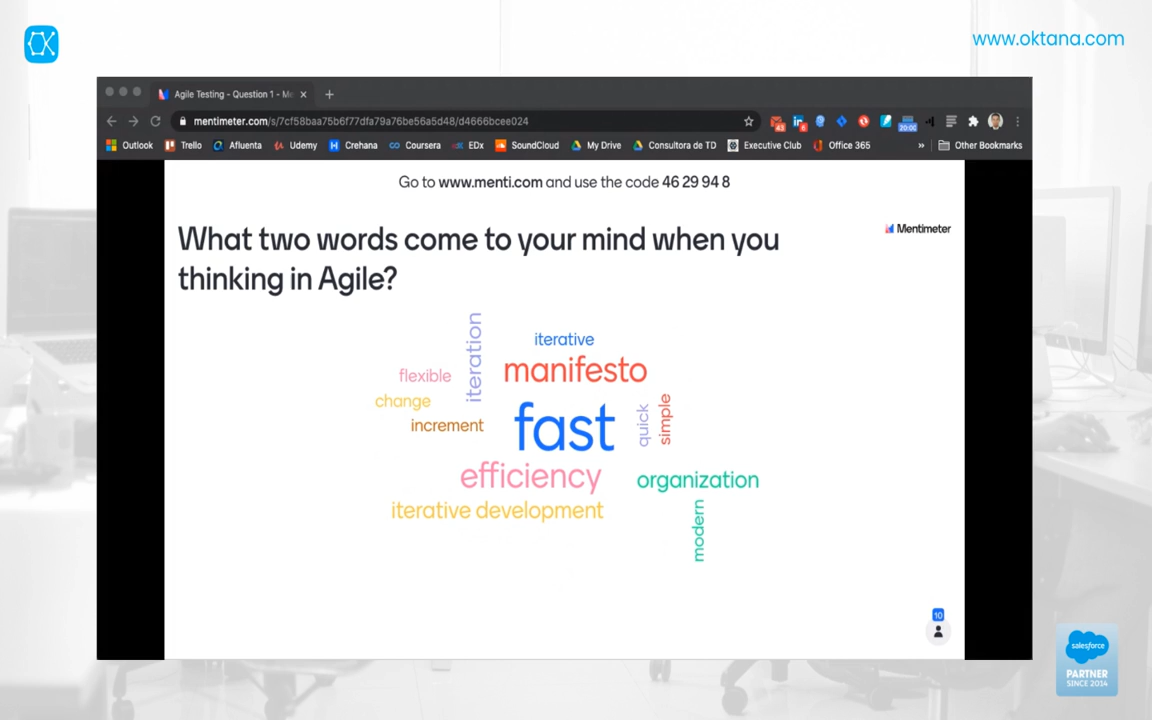 www.oktana.com
Agile Testing - Question 1 - Me
mentimeter.com/s/7cf58baa75b6f77dfa79a76be56a5d48/d4666bcee024
43
6
20:00
Outlook Trello Afluenta Udemy Crehana Coursera EDx SoundCloud My Drive Consultora de TD Executive Club Office 365 » Other Bookmarks
Go to www.menti.com and use the code 46 29 94 8
What two words come to your mind when you
thinking in Agile?
Mentimeter
iteration
iterative
flexible
manifesto
change
increment
fast
quick
simple
efficiency
organization
iterative development
modern
10
salesforce
PARTNER
SINCE 2014